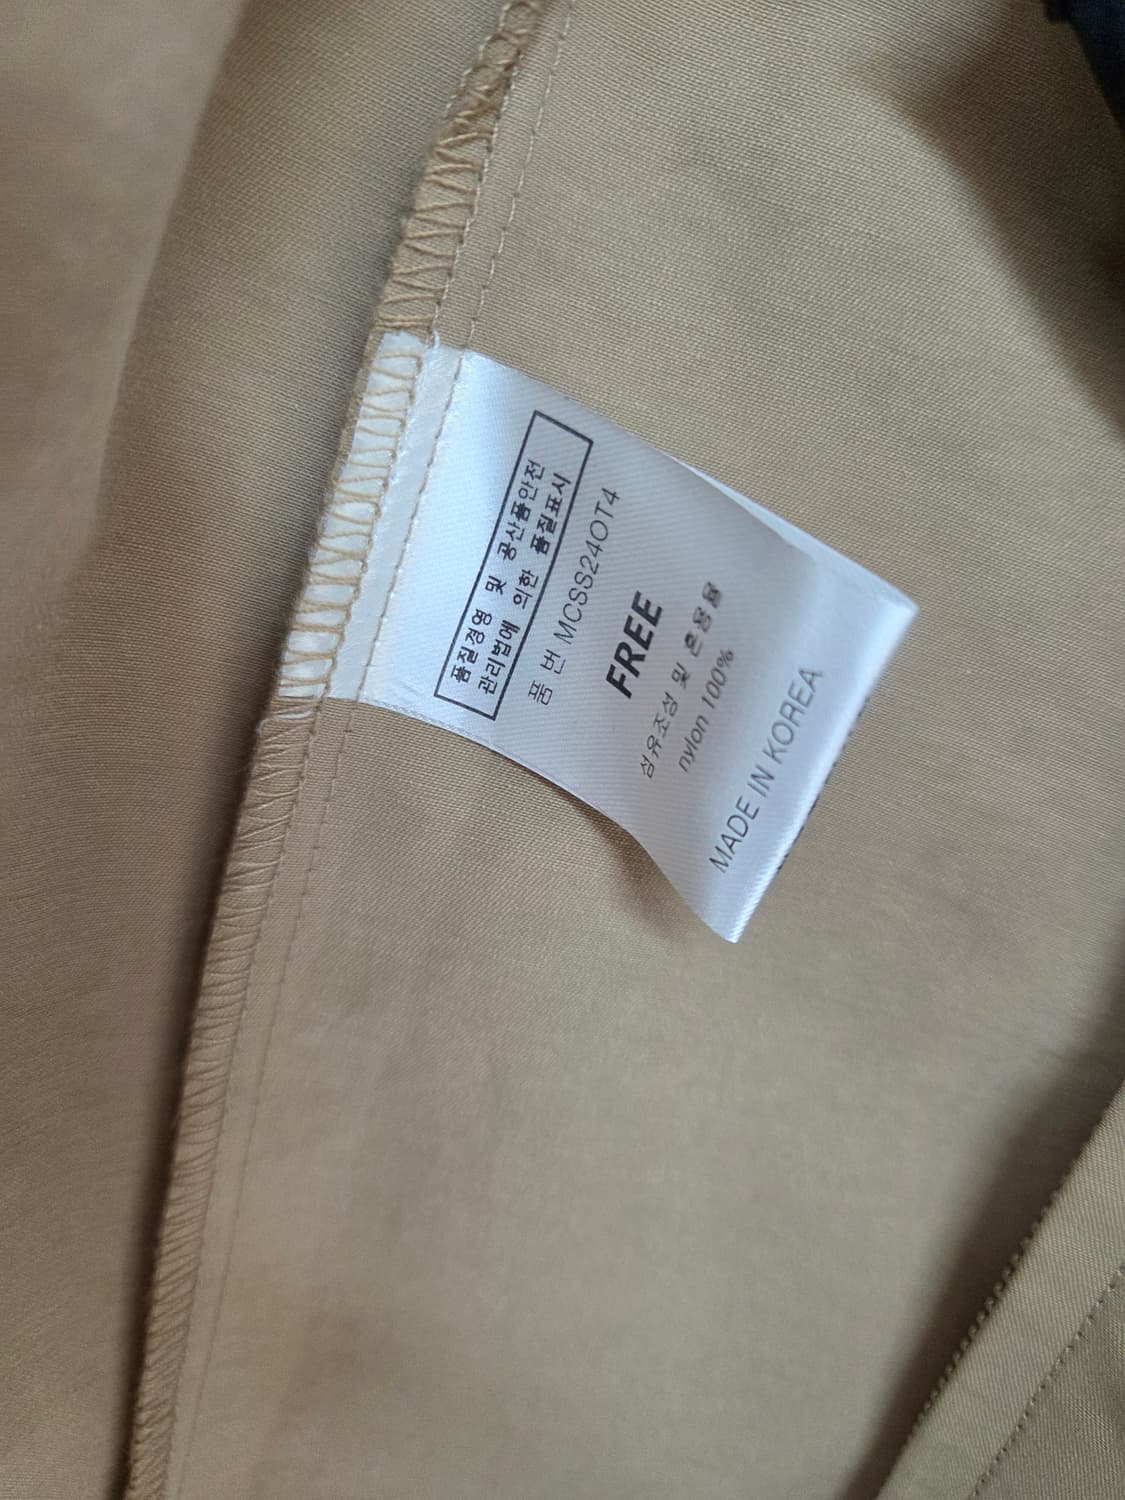 품질경영 및 공산품안전
관리법에 의한 품질표시
품 번 MCSS24OT4
FREE
섬유조성 및 혼용율
nylon 100%
MADE IN KOREA